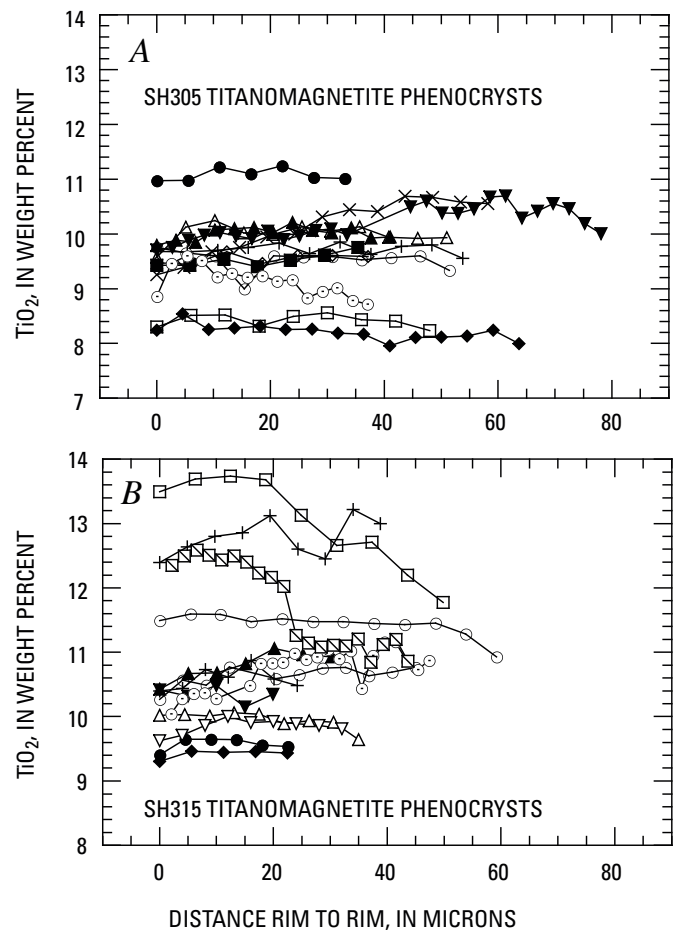 14
13
12
11
10
9
8
7
TiO2, IN WEIGHT PERCENT
A
SH305 TITANOMAGNETITE PHENOCRYSTS
0 20 40 60 80
14
13
12
11
10
9
8
TiO2, IN WEIGHT PERCENT
B
SH315 TITANOMAGNETITE PHENOCRYSTS
0 20 40 60 80
DISTANCE RIM TO RIM, IN MICRONS